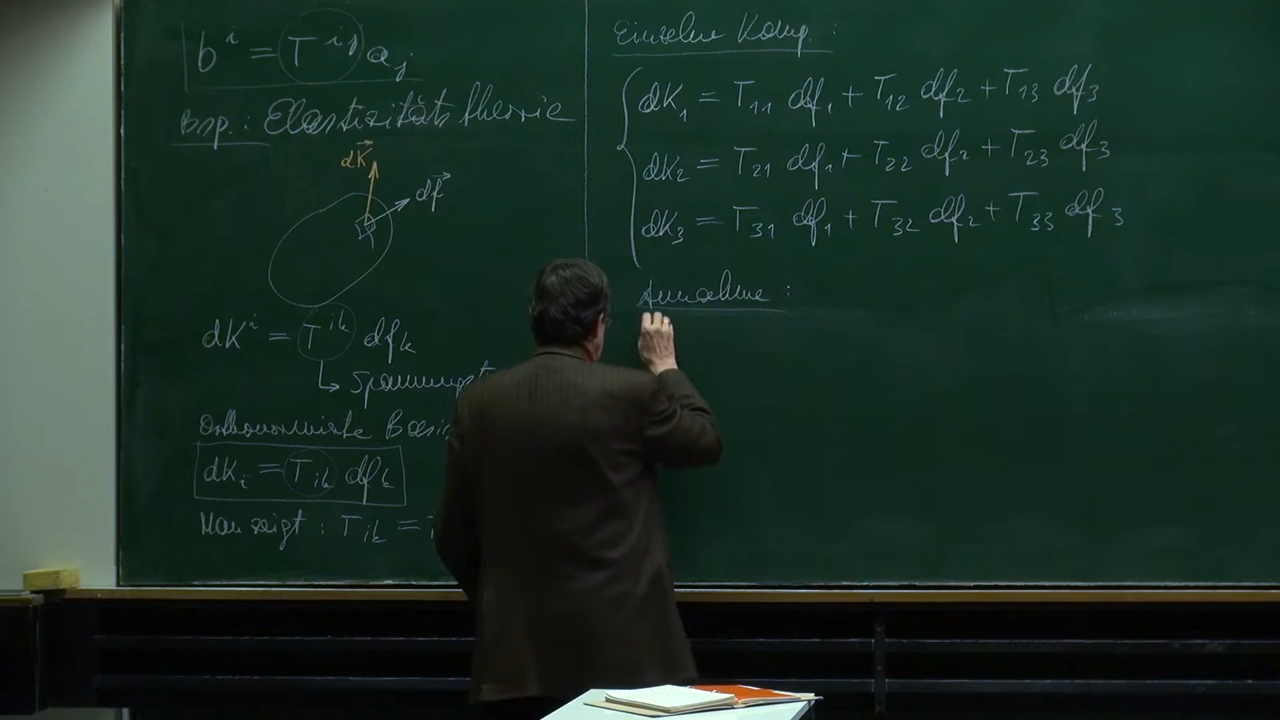 b^i = T^{ij} a_j
Bsp.: Elastizitätstheorie
dK⃗
df⃗
dK^i = T^{ik} df_k
↳ Spannungst
Orthonormierte Basis
dK_i = T_{ik} df_k
Man zeigt: T_{ik} =
Einzelne Komp.:
dK_1 = T_{11} df_1 + T_{12} df_2 + T_{13} df_3
dK_2 = T_{21} df_1 + T_{22} df_2 + T_{23} df_3
dK_3 = T_{31} df_1 + T_{32} df_2 + T_{33} df_3
Annahme: